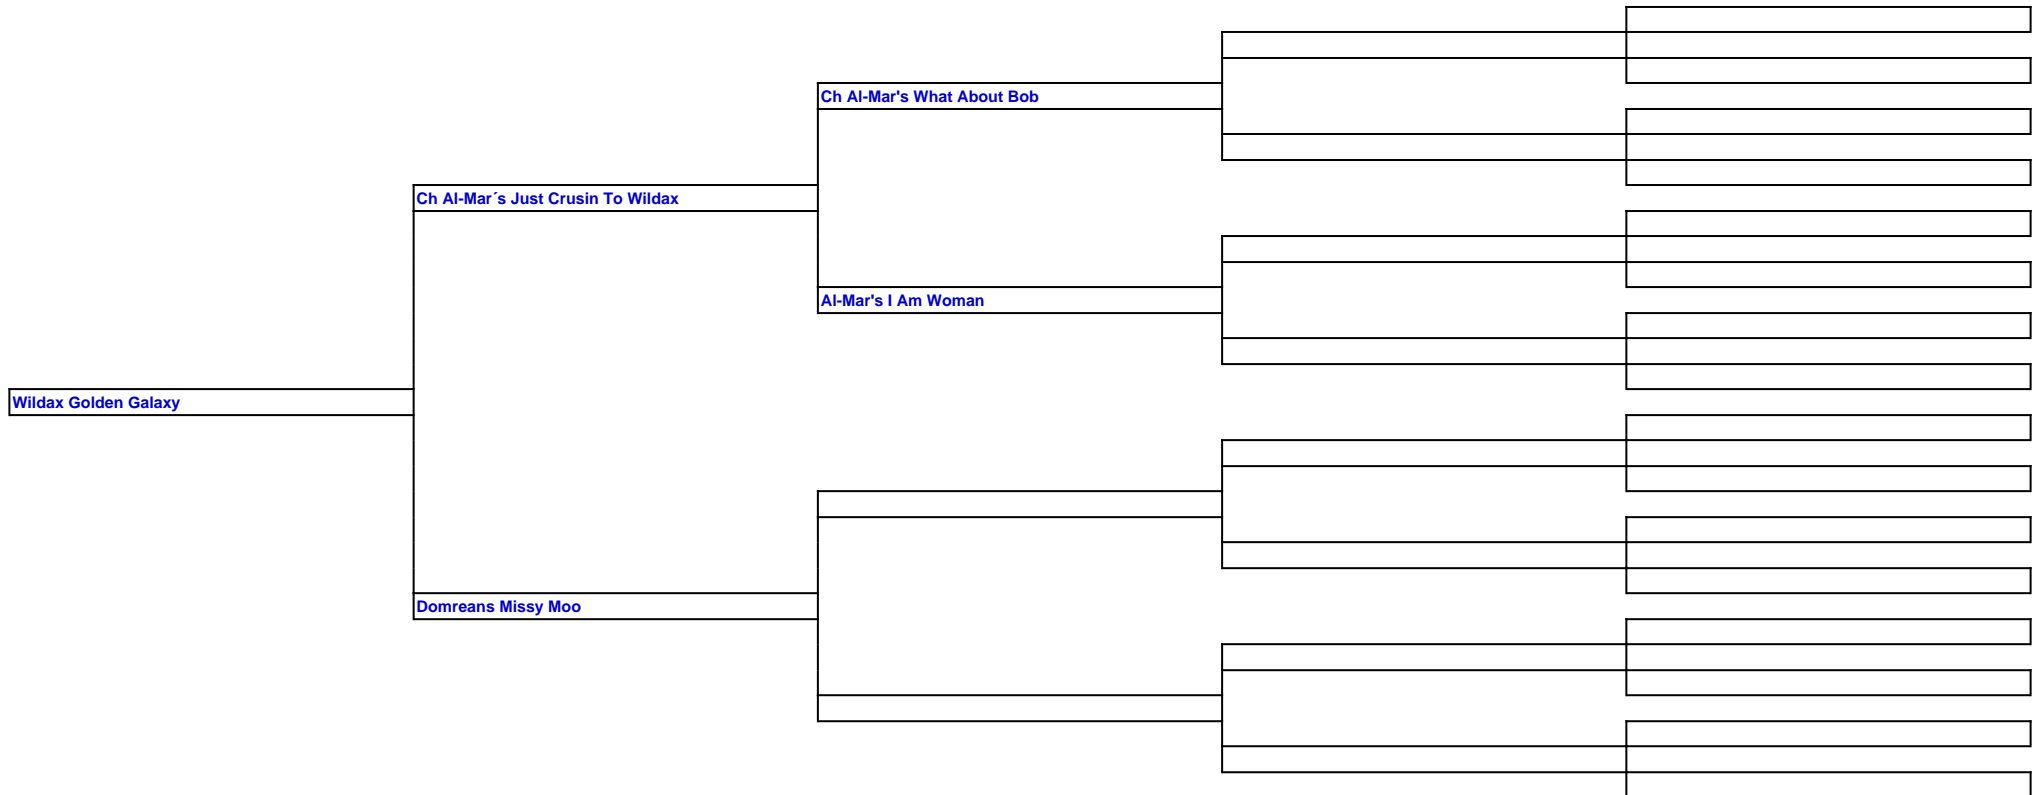 Ch Al-Mar's What About Bob
Ch Al-Mar´s Just Crusin To Wildax
Al-Mar's I Am Woman
Wildax Golden Galaxy
Domreans Missy Moo